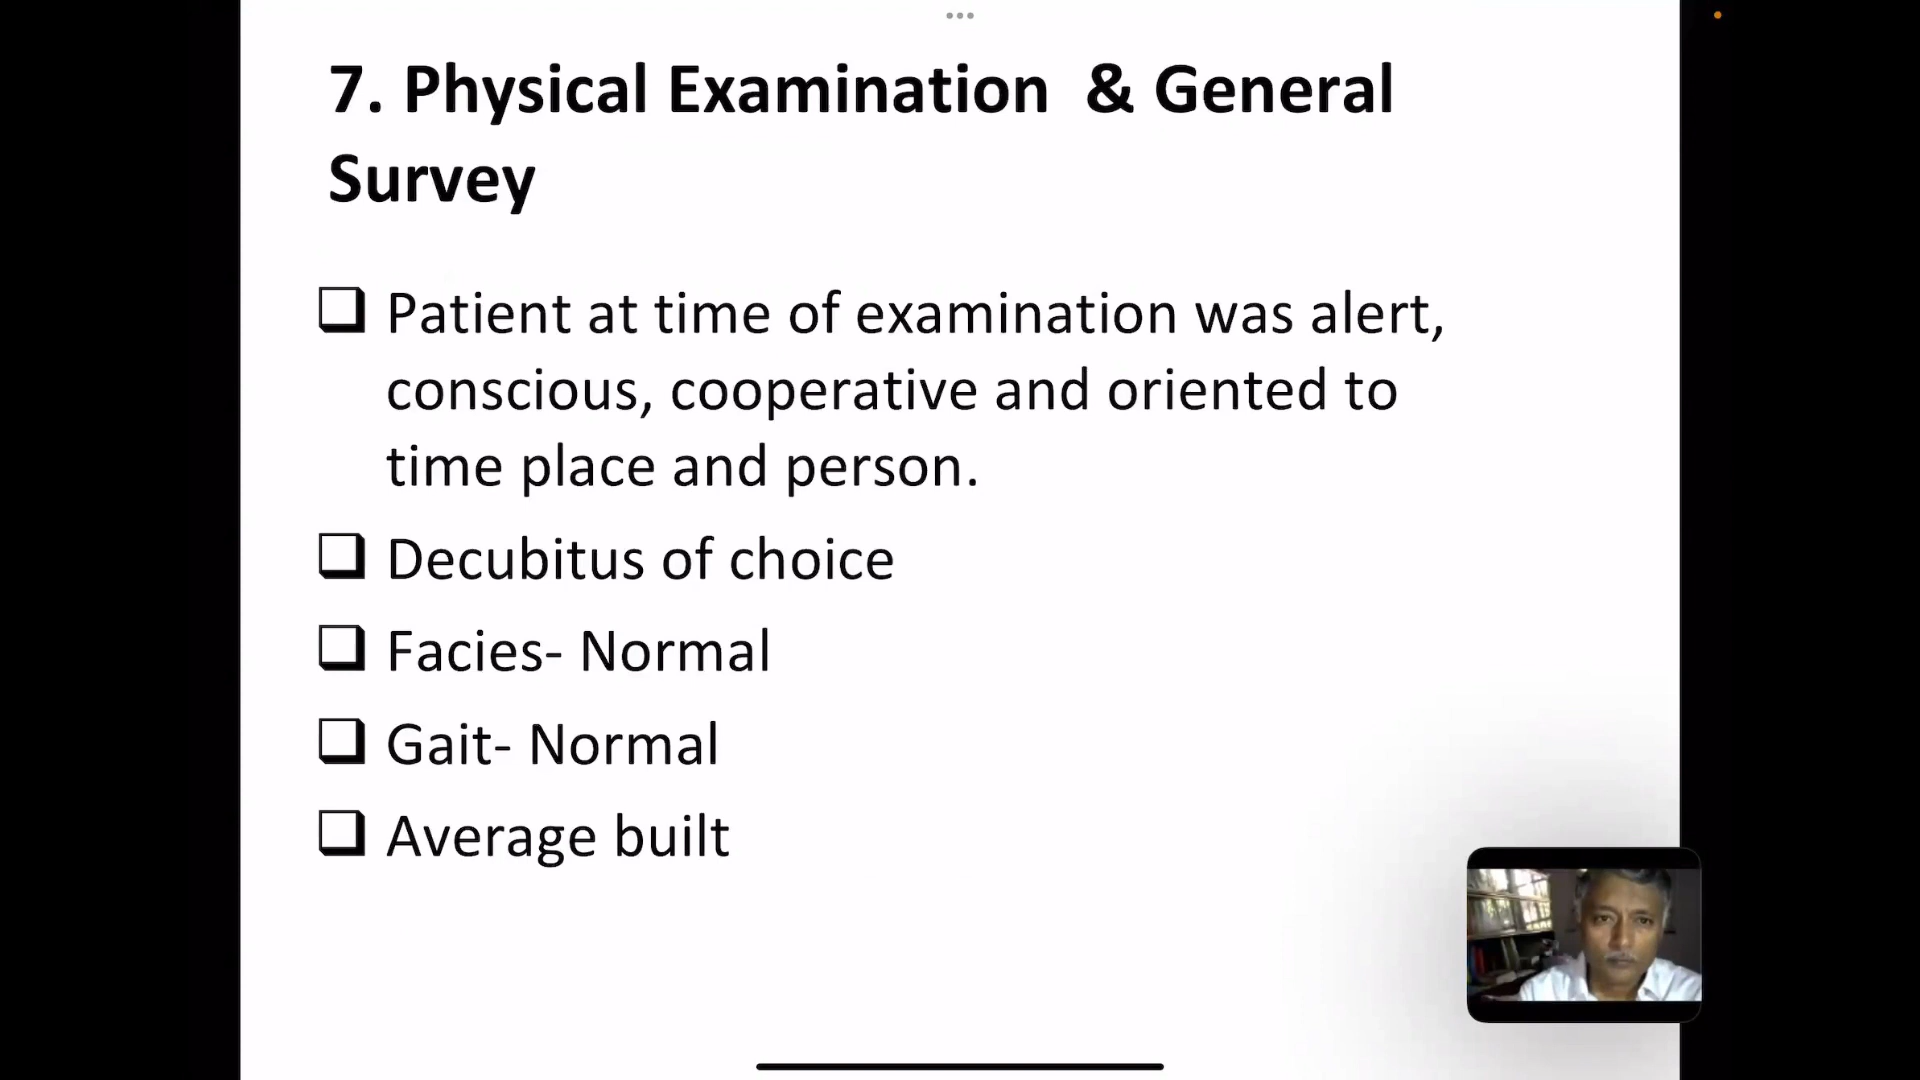 7. Physical Examination & General
Survey
Patient at time of examination was alert,
conscious, cooperative and oriented to
time place and person.
Decubitus of choice
Facies- Normal
Gait- Normal
Average built